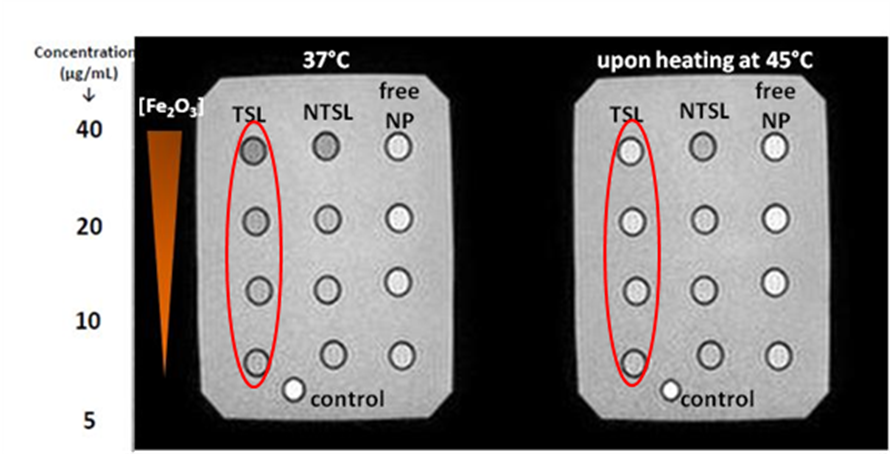 Concentration
(µg/mL)
↓
[Fe₂O₃]
40
20
10
5
37°C
TSL
NTSL
free
NP
control
upon heating at 45°C
TSL
NTSL
free
NP
control